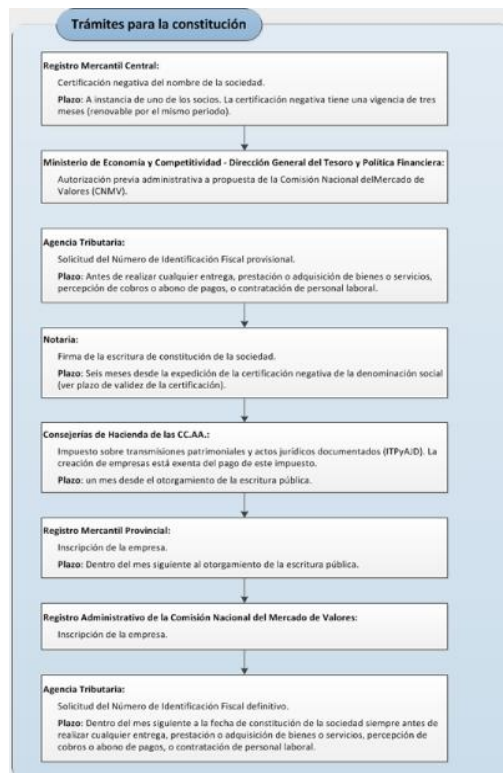 Trámites para la constitución
Registro Mercantil Central:
Certificación negativa del nombre de la sociedad.
Plazo: A instancia de uno de los socios. La certificación negativa tiene una vigencia de tres
meses (renovable por el mismo periodo).
Ministerio de Economía y Competitividad - Dirección General del Tesoro y Política Financiera:
Autorización previa administrativa a propuesta de la Comisión Nacional delMercado de
Valores (CNMV).
Agencia Tributaria:
Solicitud del Número de Identificación Fiscal provisional.
Plazo: Antes de realizar cualquier entrega, prestación o adquisición de bienes o servicios,
percepción de cobros o abono de pagos, o contratación de personal laboral.
Notaria:
Firma de la escritura de constitución de la sociedad.
Plazo: Seis meses desde la expedición de la certificación negativa de la denominación social
(ver plazo de validez de la certificación).
Consejerías de Hacienda de las CC.AA.:
Impuesto sobre transmisiones patrimoniales y actos jurídicos documentados (ITPyAJD). La
creación de empresas está exenta del pago de este impuesto.
Plazo: un mes desde el otorgamiento de la escritura pública.
Registro Mercantil Provincial:
Inscripción de la empresa.
Plazo: Dentro del mes siguiente al otorgamiento de la escritura pública.
Registro Administrativo de la Comisión Nacional del Mercado de Valores:
Inscripción de la empresa.
Agencia Tributaria:
Solicitud del Número de Identificación Fiscal definitivo.
Plazo: Dentro del mes siguiente a la fecha de constitución de la sociedad siempre antes de
realizar cualquier entrega, prestación o adquisición de bienes o servicios, percepción de
cobros o abono de pagos, o contratación de personal laboral.